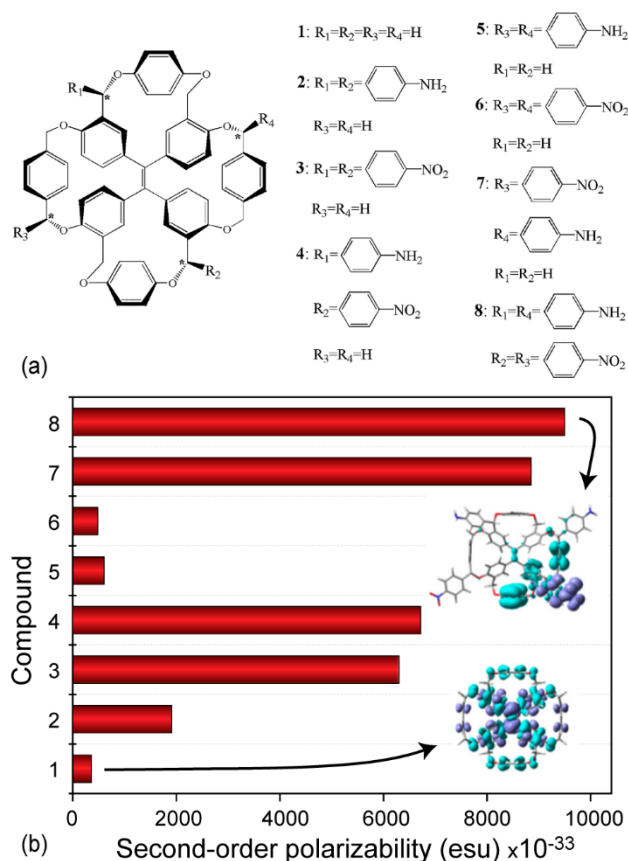 (a)
R₁
O
O
*
O
O
*
R₄
R₃
*
O
O
*
R₂
O
O
1: R₁=R₂=R₃=R₄=H
2: R₁=R₂= NH₂
R₃=R₄=H
3: R₁=R₂= NO₂
R₃=R₄=H
4: R₁= NH₂
R₂= NO₂
R₃=R₄=H
5: R₃=R₄= NH₂
R₁=R₂=H
6: R₃=R₄= NO₂
R₁=R₂=H
7: R₃= NO₂
R₄= NH₂
R₁=R₂=H
8: R₁=R₄= NH₂
R₂=R₃= NO₂
(b)
Compound
8
7
6
5
4
3
2
1
0 2000 4000 6000 8000 10000
Second-order polarizability (esu) x10⁻³³